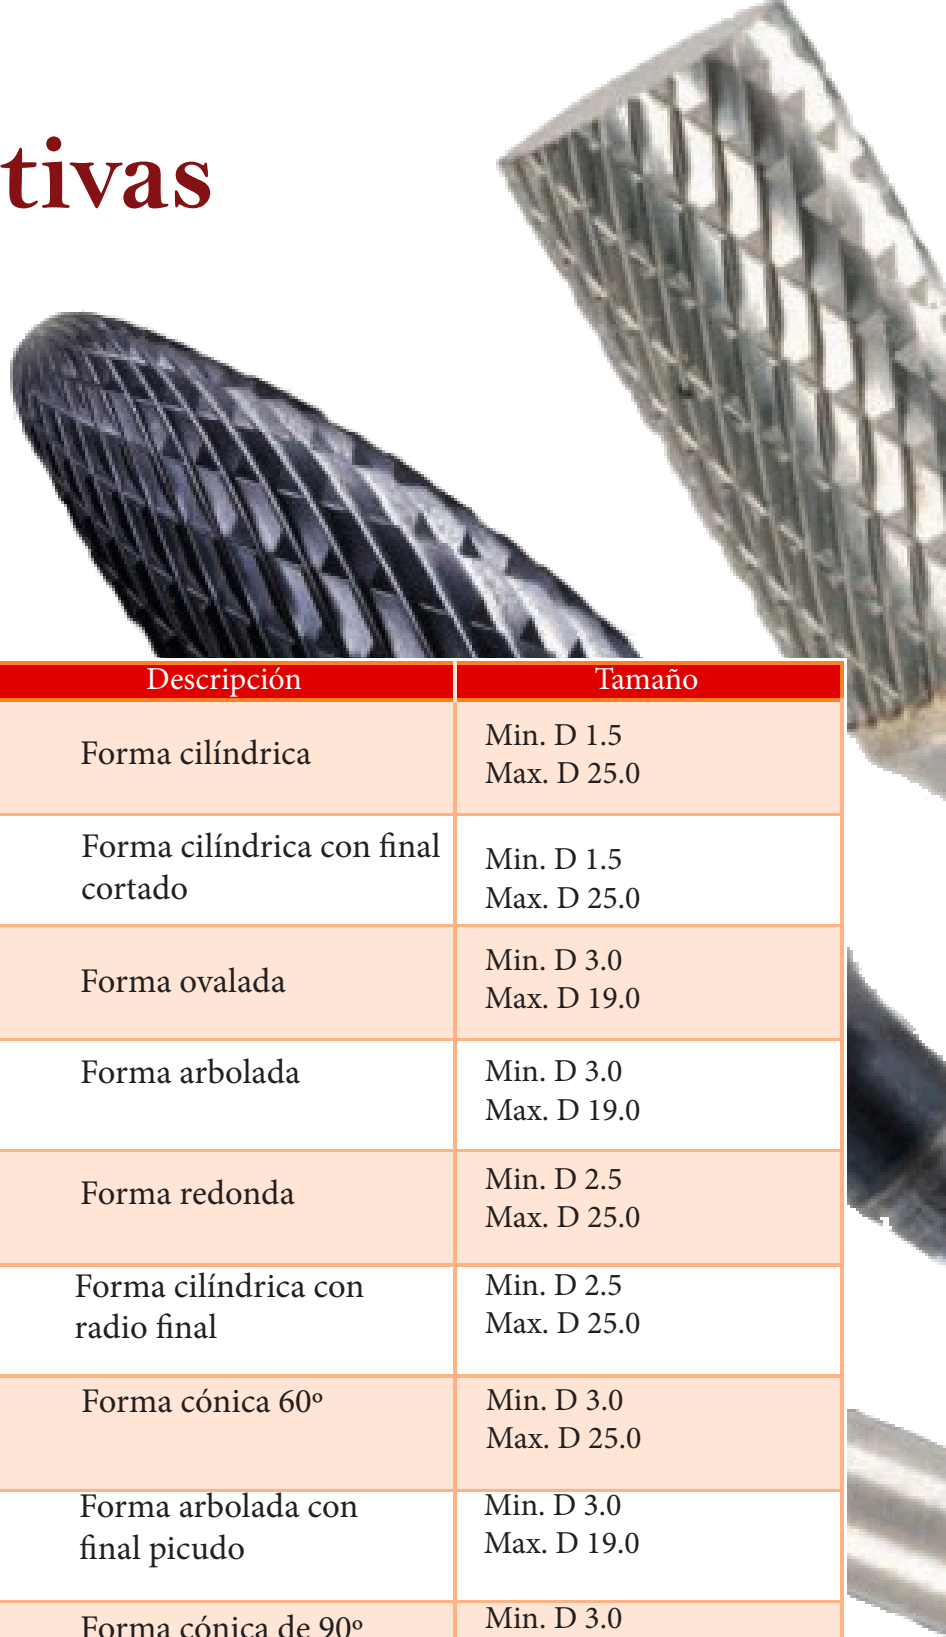 tivas
Descripción Tamaño
Forma cilíndrica
Min. D 1.5
Max. D 25.0
Forma cilíndrica con final
cortado
Min. D 1.5
Max. D 25.0
Forma ovalada
Min. D 3.0
Max. D 19.0
Forma arbolada
Min. D 3.0
Max. D 19.0
Forma redonda
Min. D 2.5
Max. D 25.0
Forma cilíndrica con
radio final
Min. D 2.5
Max. D 25.0
Forma cónica 60º
Min. D 3.0
Max. D 25.0
Forma arbolada con
final picudo
Min. D 3.0
Max. D 19.0
Forma cónica de 90º
Min. D 3.0